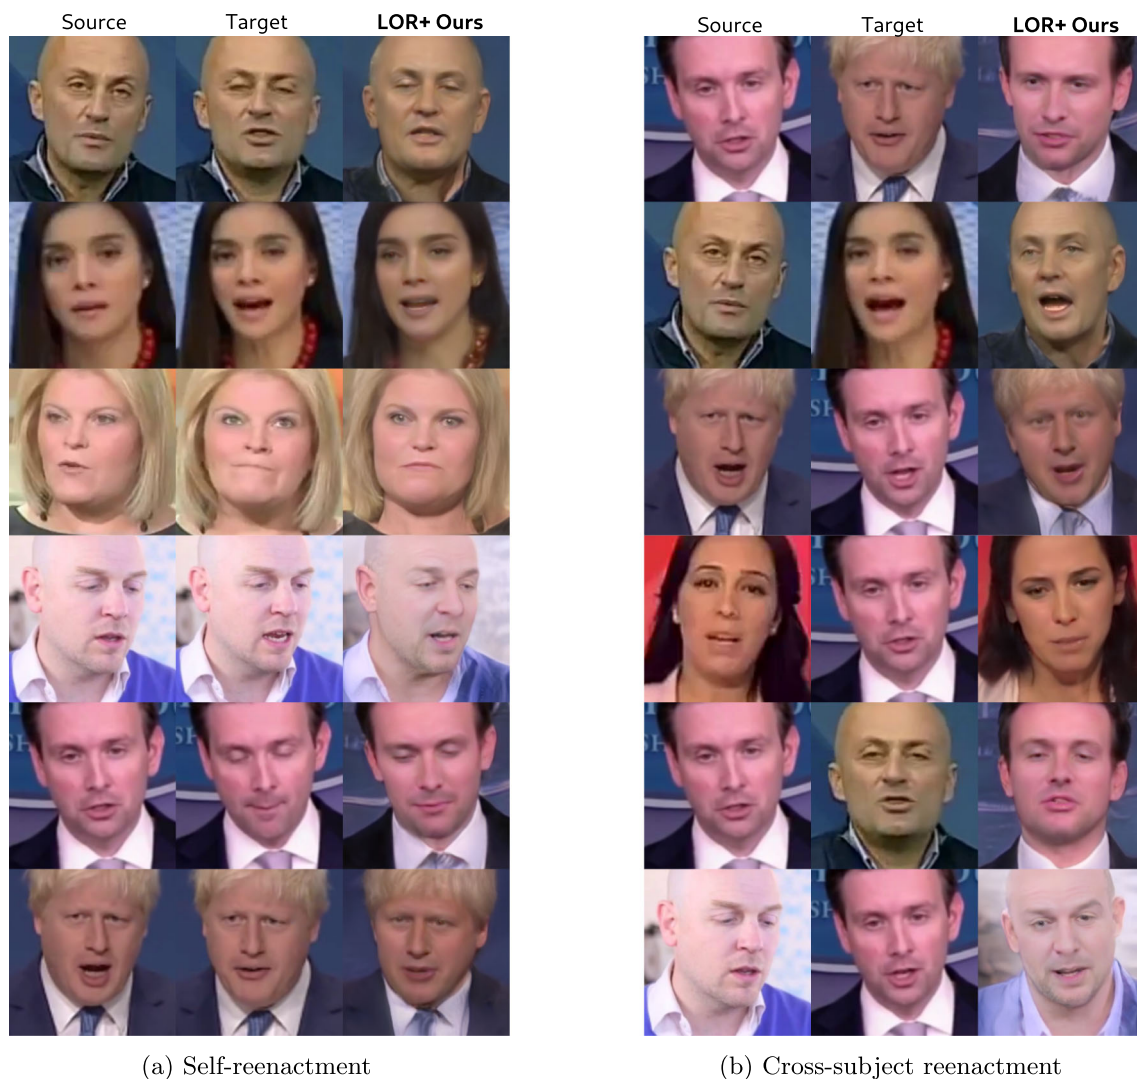 Source Target LOR+ Ours
Source Target LOR+ Ours
(a) Self-reenactment
(b) Cross-subject reenactment